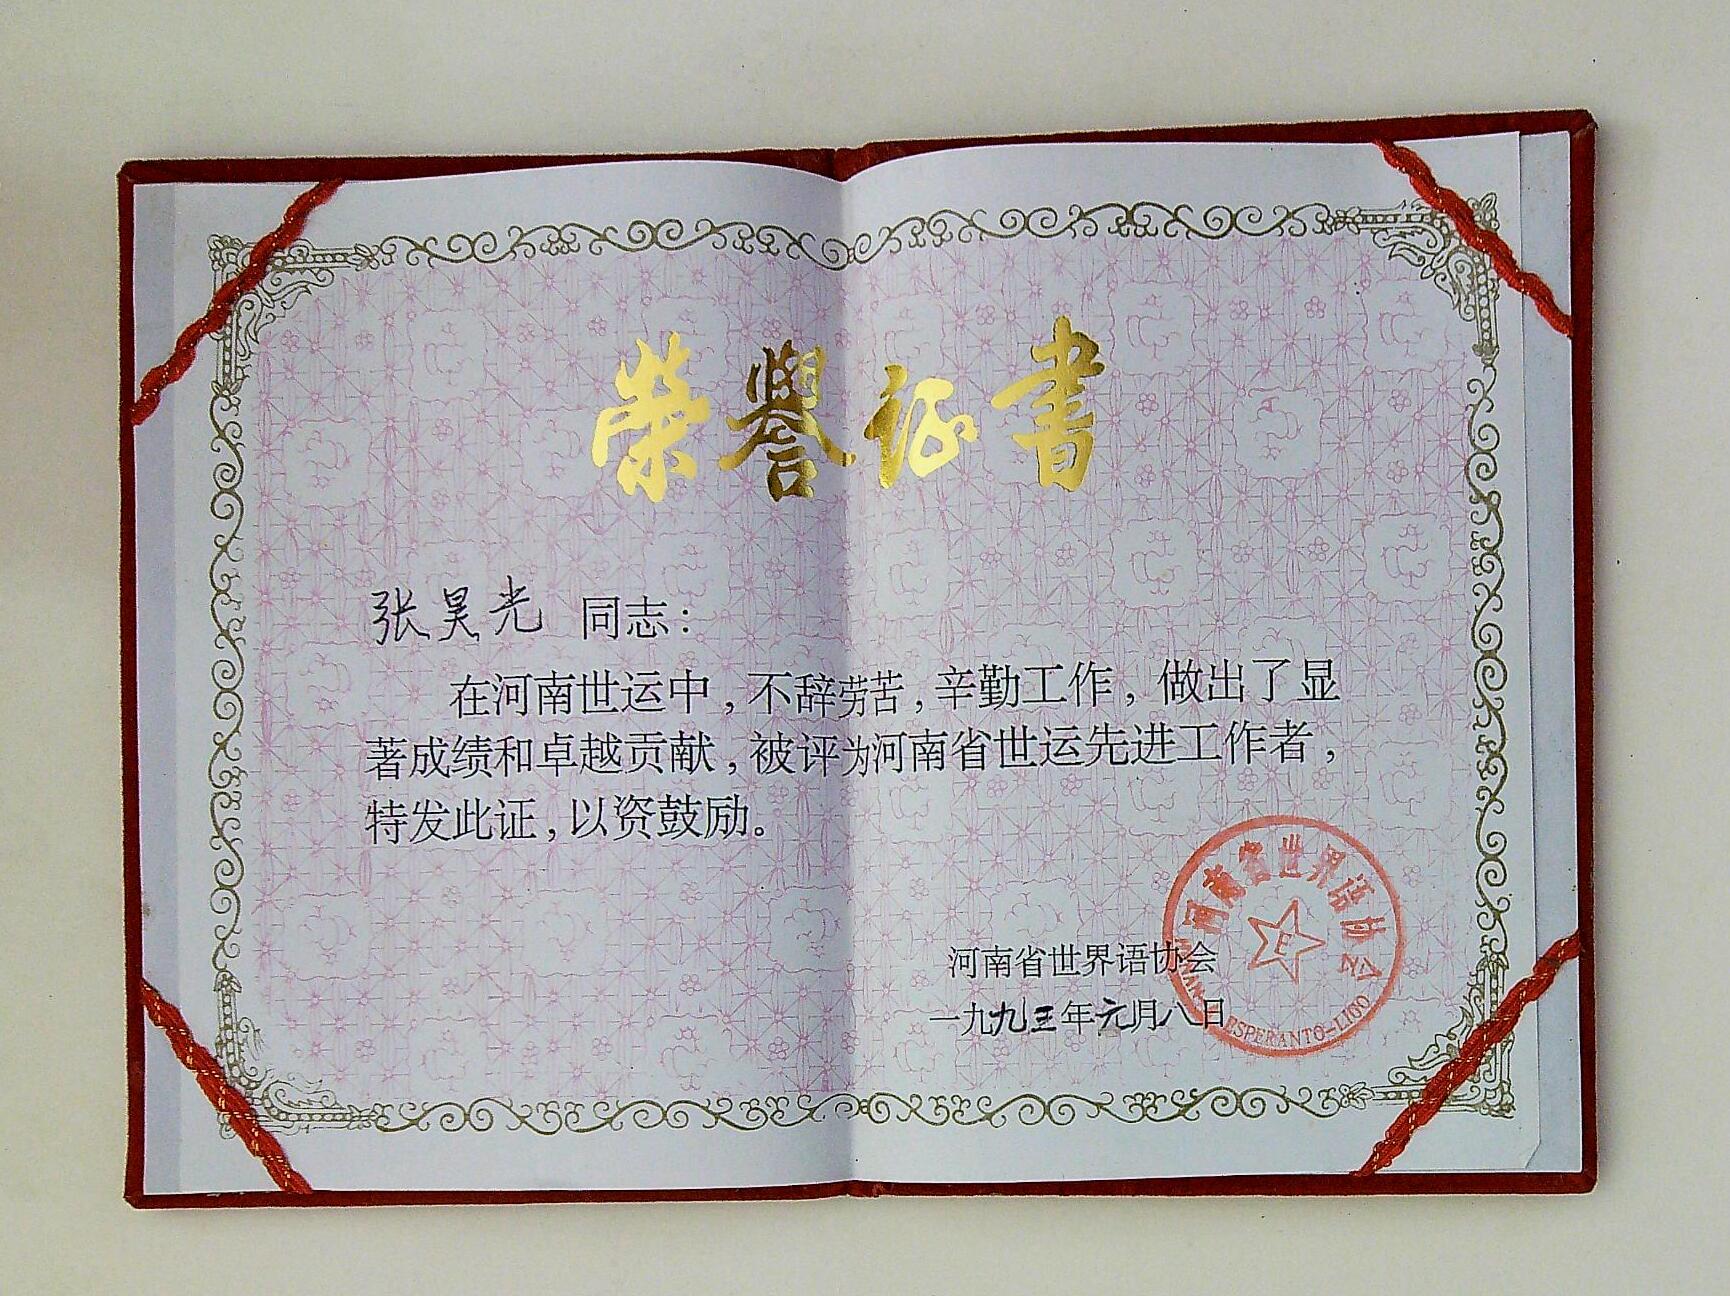 荣誉证书
张昊光 同志：
在河南世运中，不辞劳苦，辛勤工作，做出了显
著成绩和卓越贡献，被评为河南省世运先进工作者，
特发此证，以资鼓励。
河南省世界语协会
一九九三年元月八日
河南省世界语协会
E
ESPERANTO-LIGO